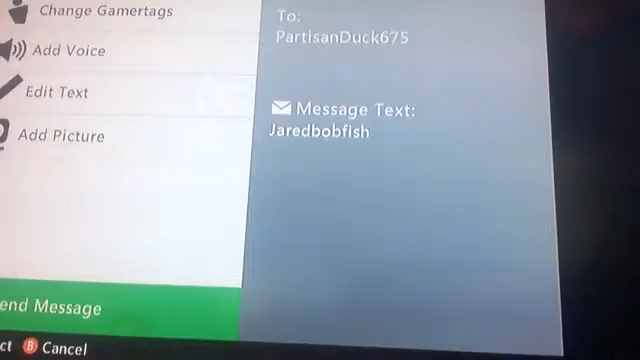 Change Gamertags
Add Voice
Edit Text
Add Picture
end Message
ct B Cancel
To:
PartisanDuck675
Message Text:
Jaredbobfish